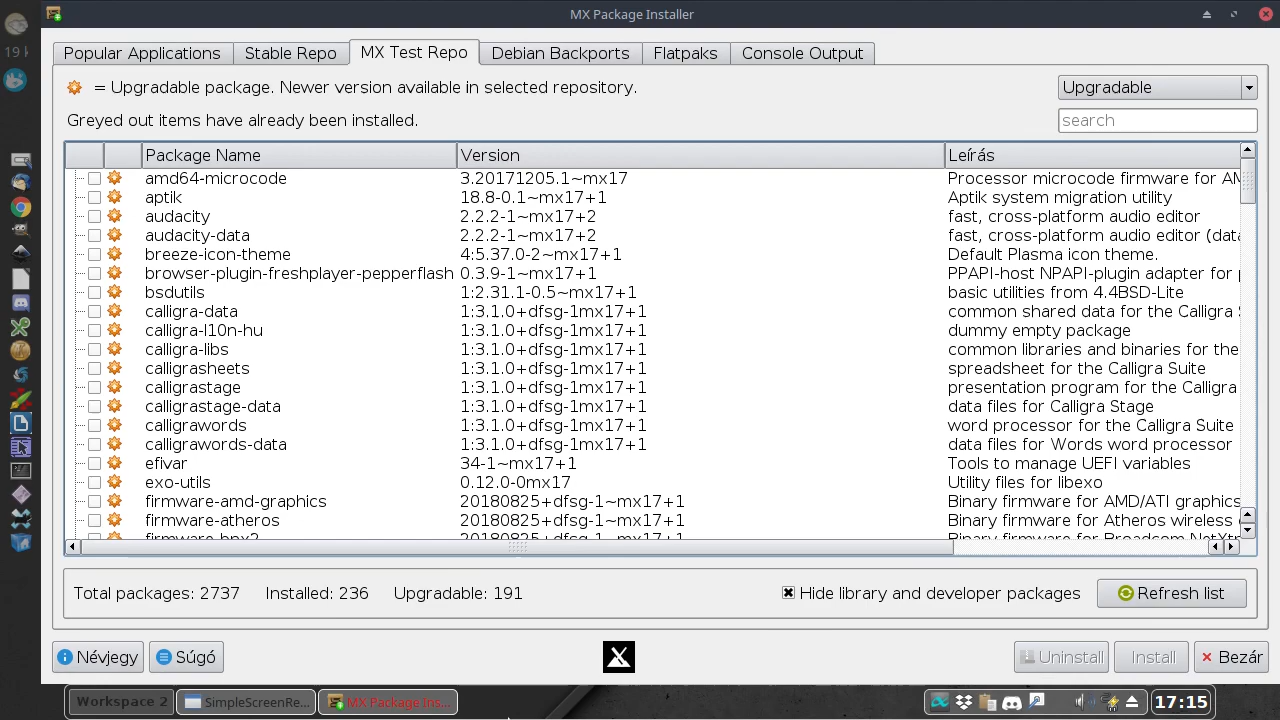 MX Package Installer
19
Popular Applications Stable Repo MX Test Repo Debian Backports Flatpaks Console Output
= Upgradable package. Newer version available in selected repository. Upgradable
Greyed out items have already been installed. search
Package Name Version Leírás
amd64-microcode 3.20171205.1~mx17 Processor microcode firmware for AM
aptik 18.8-0.1~mx17+1 Aptik system migration utility
audacity 2.2.2-1~mx17+2 fast, cross-platform audio editor
audacity-data 2.2.2-1~mx17+2 fast, cross-platform audio editor (data
breeze-icon-theme 4:5.37.0-2~mx17+1 Default Plasma icon theme.
browser-plugin-freshplayer-pepperflash 0.3.9-1~mx17+1 PPAPI-host NPAPI-plugin adapter for
bsdutils 1:2.31.1-0.5~mx17+1 basic utilities from 4.4BSD-Lite
calligra-data 1:3.1.0+dfsg-1mx17+1 common shared data for the Calligra
calligra-l10n-hu 1:3.1.0+dfsg-1mx17+1 dummy empty package
calligra-libs 1:3.1.0+dfsg-1mx17+1 common libraries and binaries for the
calligrasheets 1:3.1.0+dfsg-1mx17+1 spreadsheet for the Calligra Suite
calligrastage 1:3.1.0+dfsg-1mx17+1 presentation program for the Calligra
calligrastage-data 1:3.1.0+dfsg-1mx17+1 data files for Calligra Stage
calligrawords 1:3.1.0+dfsg-1mx17+1 word processor for the Calligra Suite
calligrawords-data 1:3.1.0+dfsg-1mx17+1 data files for Words word processor
efivar 34-1~mx17+1 Tools to manage UEFI variables
exo-utils 0.12.0-0mx17 Utility files for libexo
firmware-amd-graphics 20180825+dfsg-1~mx17+1 Binary firmware for AMD/ATI graphics
firmware-atheros 20180825+dfsg-1~mx17+1 Binary firmware for Atheros wireless
firmware-bnx2 20180825+dfsg-1~mx17+1 Binary firmware for Broadcom NetXtr
Total packages: 2737 Installed: 236 Upgradable: 191 Hide library and developer packages Refresh list
Névjegy Súgó X Uninstall Install Bezár
Workspace 2 SimpleScreenRe... MX Package Ins... 17:15